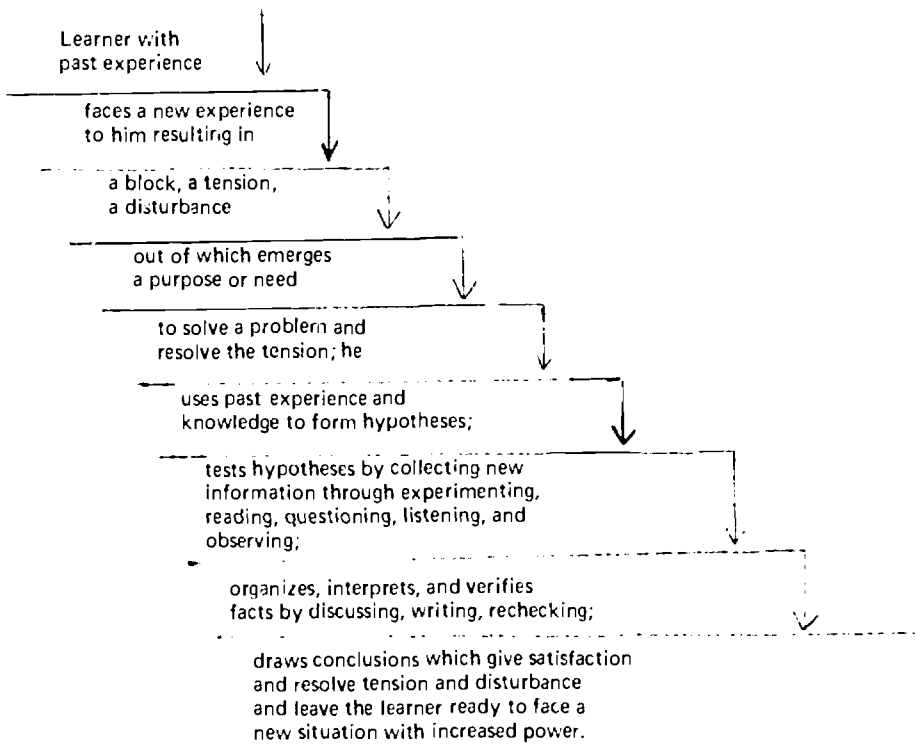 Learner with
past experience
faces a new experience
to him resulting in
a block, a tension,
a disturbance
out of which emerges
a purpose or need
to solve a problem and
resolve the tension; he
uses past experience and
knowledge to form hypotheses;
tests hypotheses by collecting new
information through experimenting,
reading, questioning, listening, and
observing;
organizes, interprets, and verifies
facts by discussing, writing, rechecking;
draws conclusions which give satisfaction
and resolve tension and disturbance
and leave the learner ready to face a
new situation with increased power.